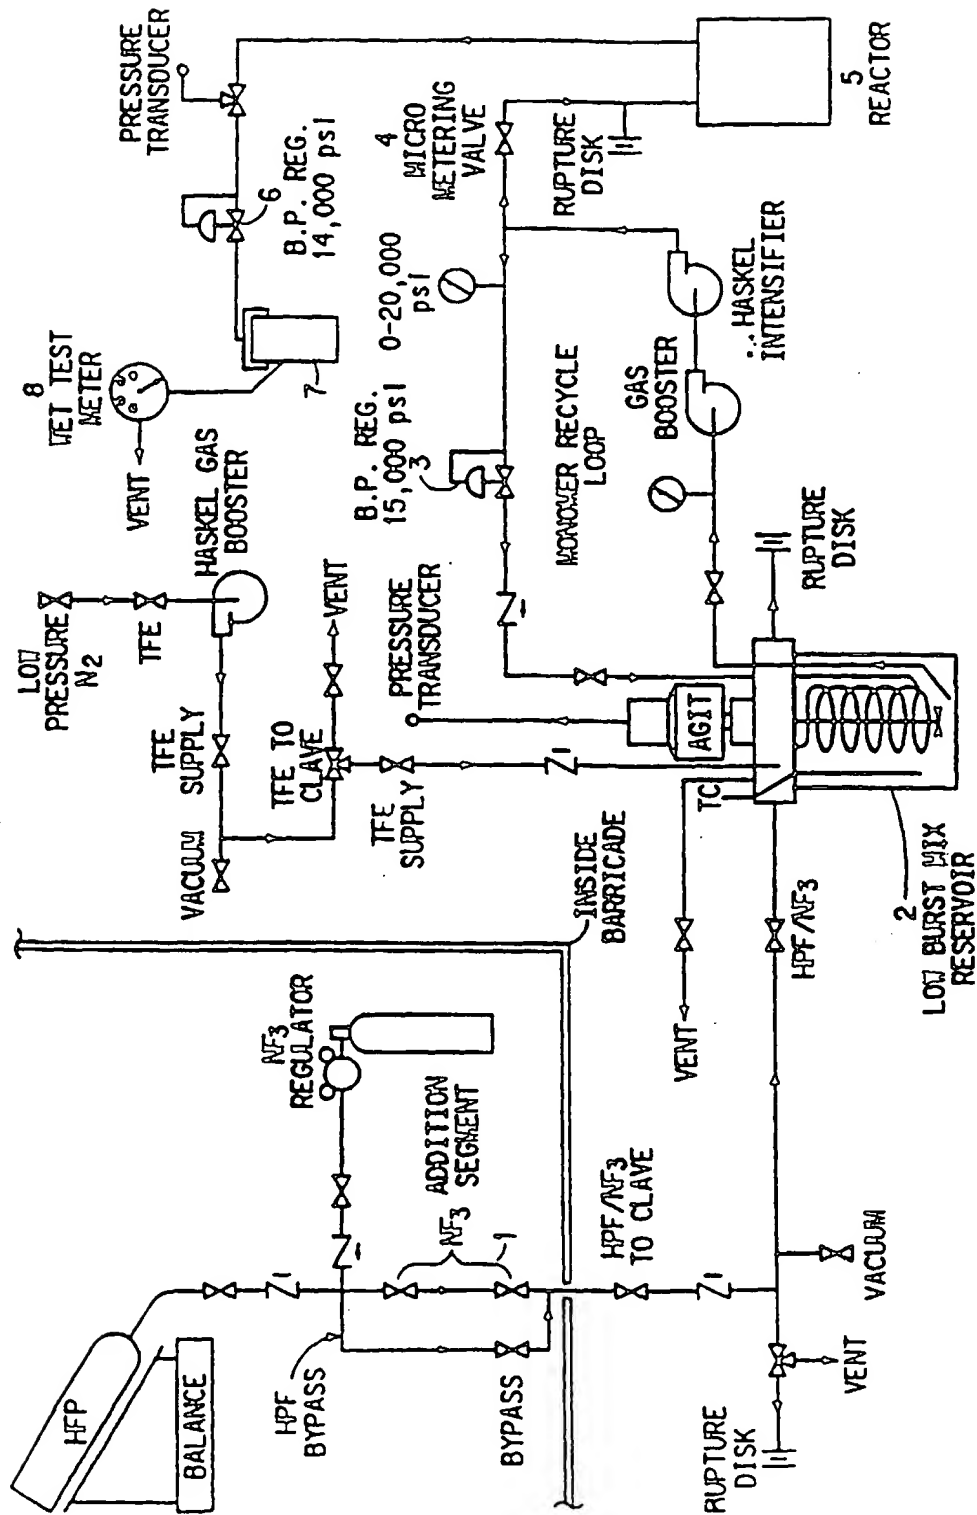 PRESSURE
TRANSDUCER
6
B.P. REG.
14,000 psi
4
MICRO
METERING
VALVE
RUPTURE
DISK
5
REACTOR
8
WET TEST
METER
VENT
7
0-20,000
psi
HASKEL
INTENSIFIER
B.P. REG.
15,000 psi
3
MONOMER RECYCLE
LOOP
GAS
BOOSTER
LOW
PRESSURE
N2
TFE
HASKEL GAS
BOOSTER
VENT
PRESSURE
TRANSDUCER
RUPTURE
DISK
TFE
SUPPLY
TFE TO
CLAVE
VACUUM
TFE
SUPPLY
AGIT
TC
INSIDE
BARRICADE
VENT
HPF/NF3
2
LOW BURST MIX
RESERVOIR
NF3
REGULATOR
ADDITION
SEGMENT
NF3
1
HPF/NF3
TO CLAVE
HFP
BALANCE
HPF
BYPASS
BYPASS
VACUUM
VENT
RUPTURE
DISK